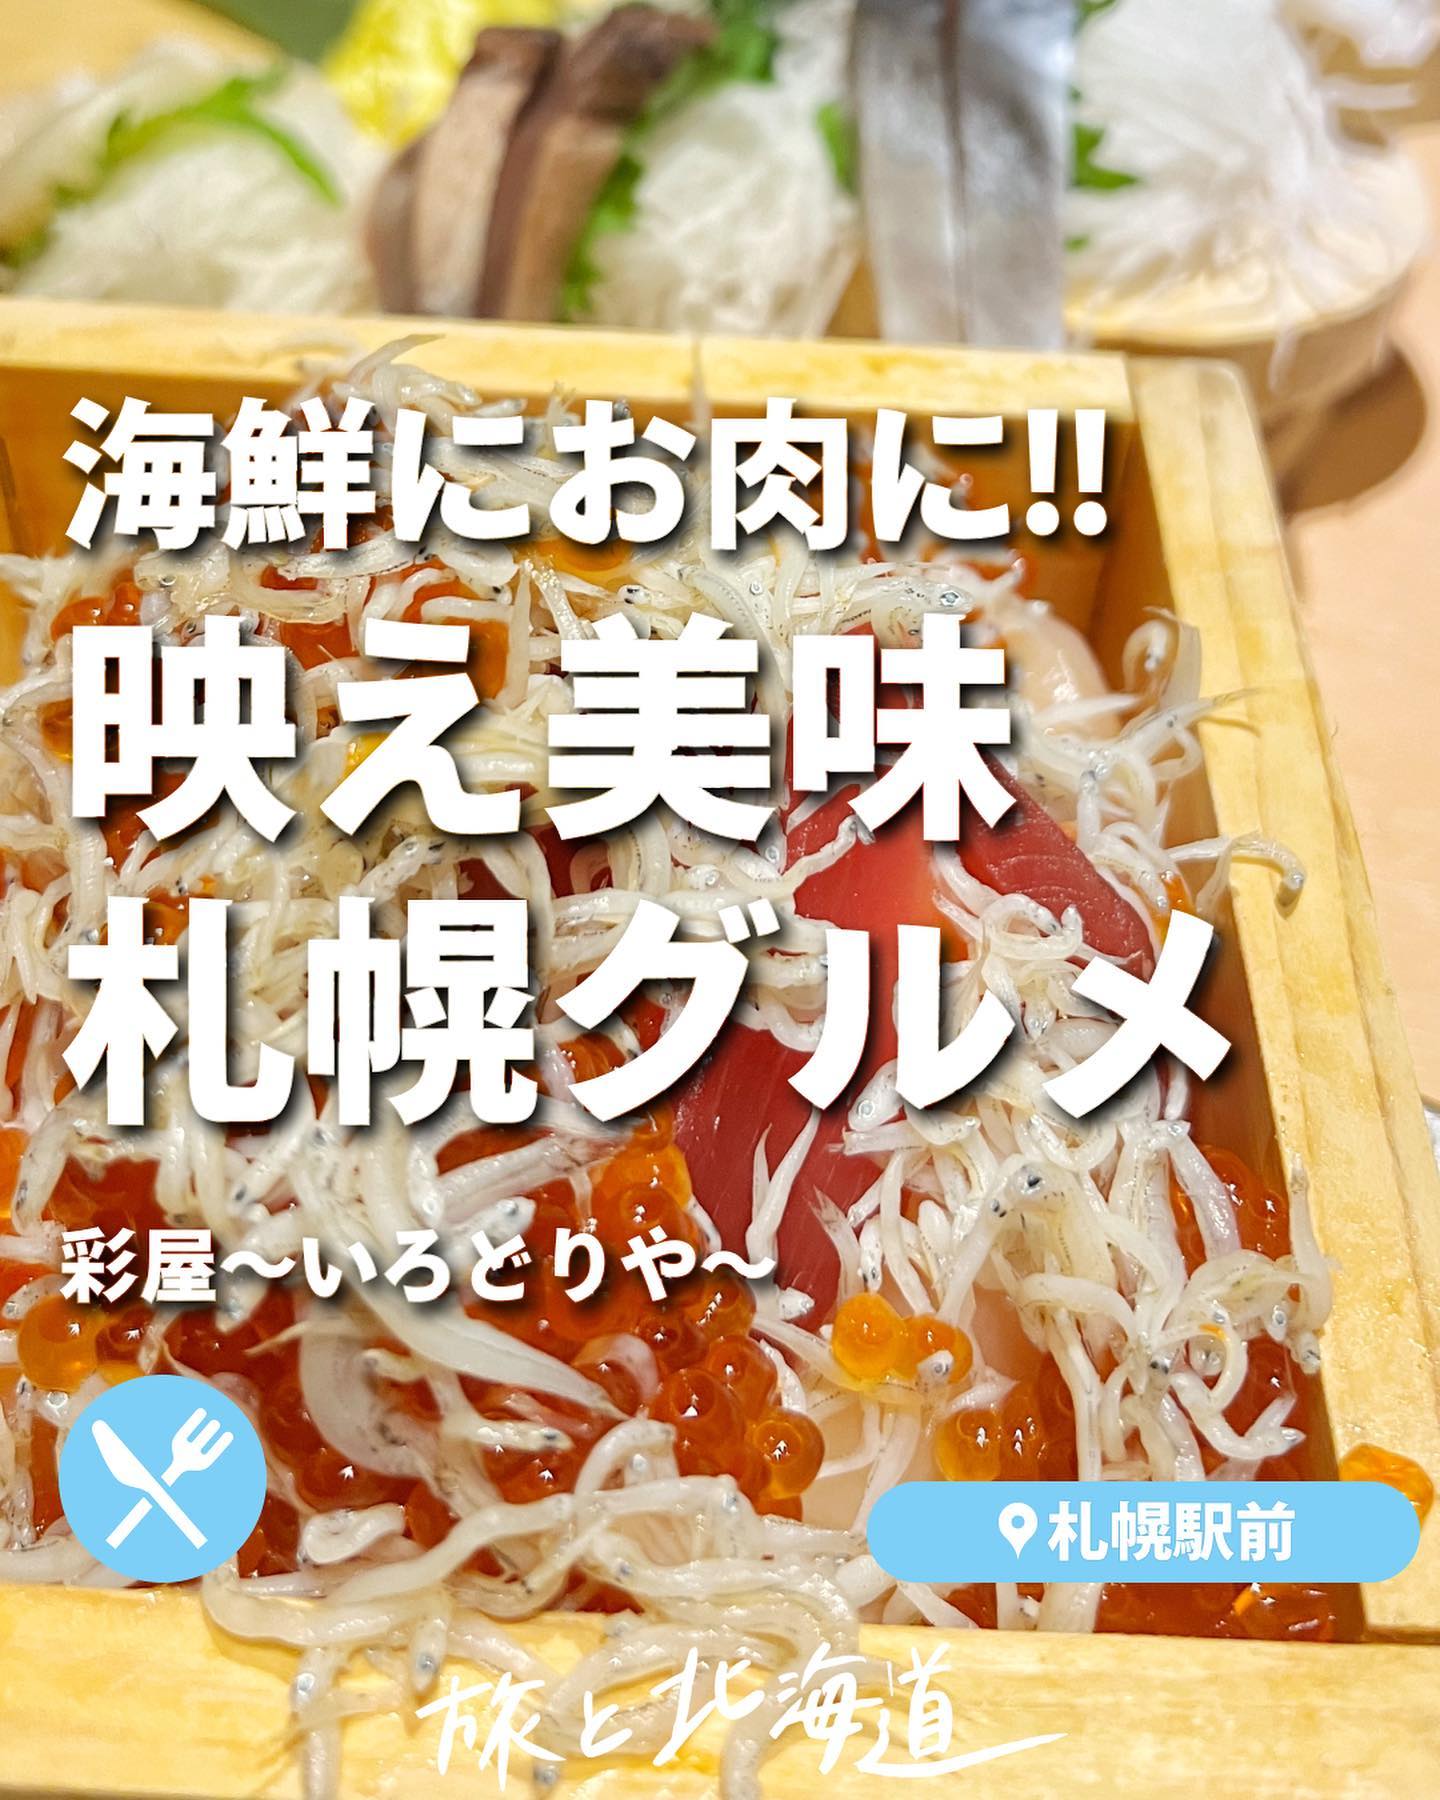 海鮮にお肉に!!
映え美味
札幌グルメ
彩屋〜いろどりや〜
札幌駅前
旅と北海道